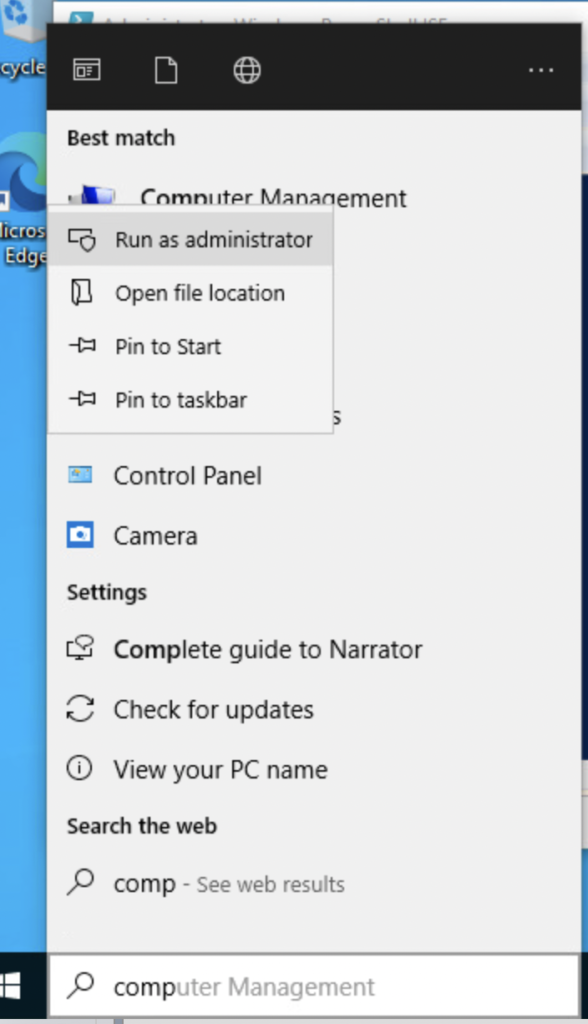 Administrator: Windows PowerShell ISE
cycle
Best match
Computer Management
Micros
Edge
Run as administrator
Open file location
Pin to Start
Pin to taskbar
s
Control Panel
Camera
Settings
Complete guide to Narrator
Check for updates
View your PC name
Search the web
comp - See web results
computer Management